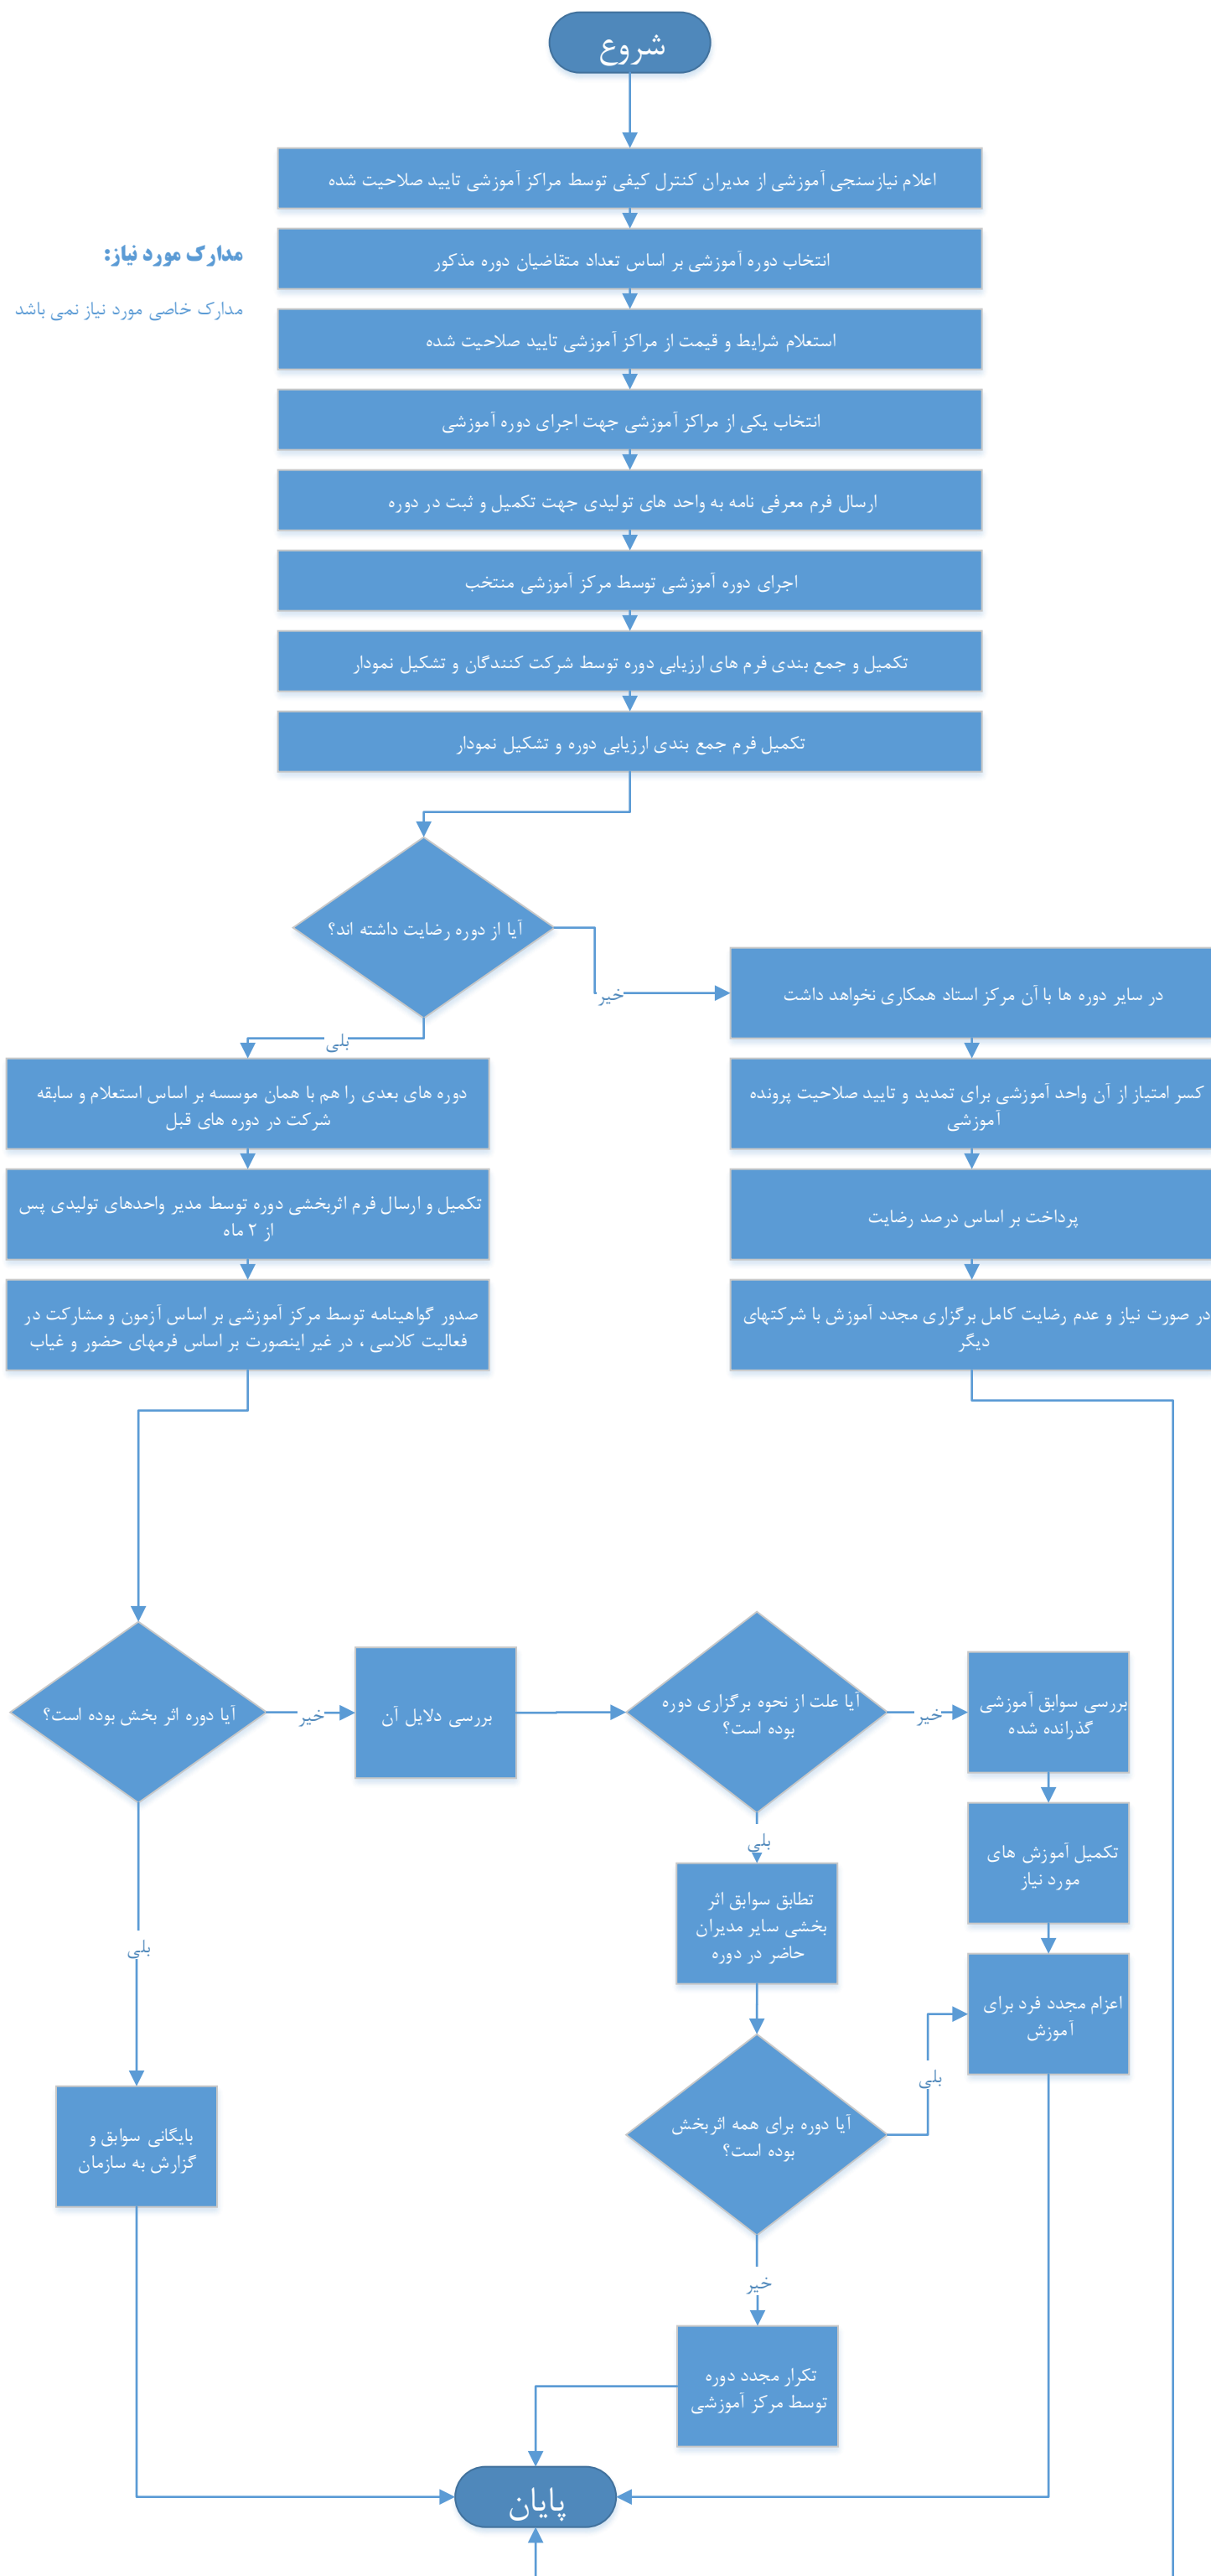 شروع
اعلام نیازسنجی آموزشی از مدیران کنترل کیفی توسط مراکز آموزشی تایید صلاحیت شده
مدارک مورد نیاز:
مدارک خاصی مورد نیاز نمی باشد
انتخاب دوره آموزشی بر اساس تعداد متقاضیان دوره مذکور
استعلام شرایط و قیمت از مراکز آموزشی تایید صلاحیت شده
انتخاب یکی از مراکز آموزشی جهت اجرای دوره آموزشی
ارسال فرم معرفی نامه به واحد های تولیدی جهت تکمیل و ثبت در دوره
اجرای دوره آموزشی توسط مرکز آموزشی منتخب
تکمیل و جمع بندی فرم های ارزیابی دوره توسط شرکت کنندگان و تشکیل نمودار
تکمیل فرم جمع بندی ارزیابی دوره و تشکیل نمودار
آیا از دوره رضایت داشته اند؟
خیر
در سایر دوره ها با آن مرکز استاد همکاری نخواهد داشت
کسر امتیاز از آن واحد آموزشی برای تمدید و تایید صلاحیت پرونده
آموزشی
پرداخت بر اساس درصد رضایت
در صورت نیاز و عدم رضایت کامل برگزاری مجدد آموزش با شرکتهای
دیگر
بلی
دوره های بعدی را هم با همان موسسه بر اساس استعلام و سابقه
شرکت در دوره های قبل
تکمیل و ارسال فرم اثربخشی دوره توسط مدیر واحدهای تولیدی پس
از ۲ ماه
صدور گواهینامه توسط مرکز آموزشی بر اساس آزمون و مشارکت در
فعالیت کلاسی ، در غیر اینصورت بر اساس فرمهای حضور و غیاب
آیا دوره اثر بخش بوده است؟
خیر
بررسی دلایل آن
آیا علت از نحوه برگزاری دوره
بوده است؟
خیر
بررسی سوابق آموزشی
گذرانده شده
تکمیل آموزش های
مورد نیاز
اعزام مجدد فرد برای
آموزش
بلی
تطابق سوابق اثر
بخشی سایر مدیران
حاضر در دوره
آیا دوره برای همه اثربخش
بوده است؟
بلی
خیر
تکرار مجدد دوره
توسط مرکز آموزشی
بلی
بایگانی سوابق و
گزارش به سازمان
پایان